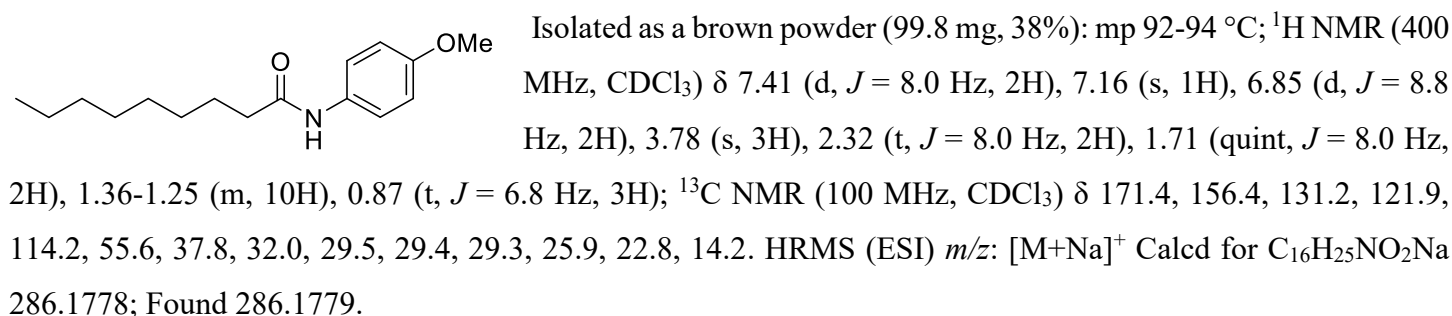 OMe
O
N
H
Isolated as a brown powder (99.8 mg, 38%): mp 92-94 °C; ¹H NMR (400
MHz, CDCl₃) δ 7.41 (d, J = 8.0 Hz, 2H), 7.16 (s, 1H), 6.85 (d, J = 8.8
Hz, 2H), 3.78 (s, 3H), 2.32 (t, J = 8.0 Hz, 2H), 1.71 (quint, J = 8.0 Hz,
2H), 1.36-1.25 (m, 10H), 0.87 (t, J = 6.8 Hz, 3H); ¹³C NMR (100 MHz, CDCl₃) δ 171.4, 156.4, 131.2, 121.9,
114.2, 55.6, 37.8, 32.0, 29.5, 29.4, 29.3, 25.9, 22.8, 14.2. HRMS (ESI) m/z: [M+Na]⁺ Calcd for C₁₆H₂₅NO₂Na
286.1778; Found 286.1779.